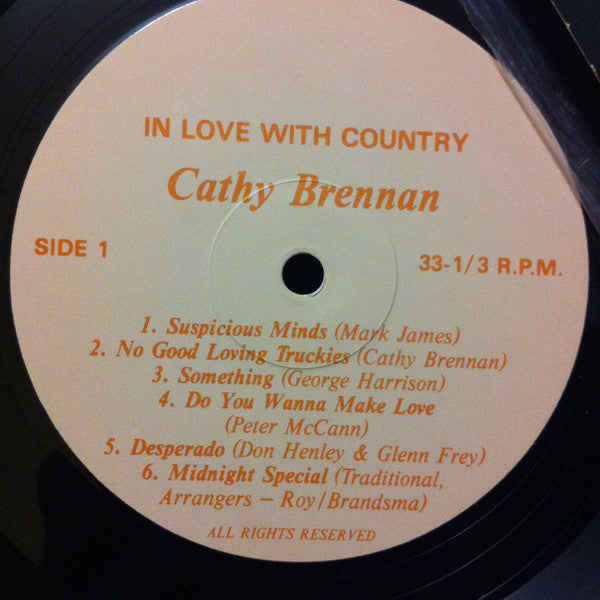 IN LOVE WITH COUNTRY
Cathy Brennan
SIDE 1
33-1/3 R.P.M.
1. Suspicious Minds (Mark James)
2. No Good Loving Truckies (Cathy Brennan)
3. Something (George Harrison)
4. Do You Wanna Make Love
(Peter McCann)
5. Desperado (Don Henley & Glenn Frey)
6. Midnight Special (Traditional,
Arrangers — Roy/Brandsma)
ALL RIGHTS RESERVED